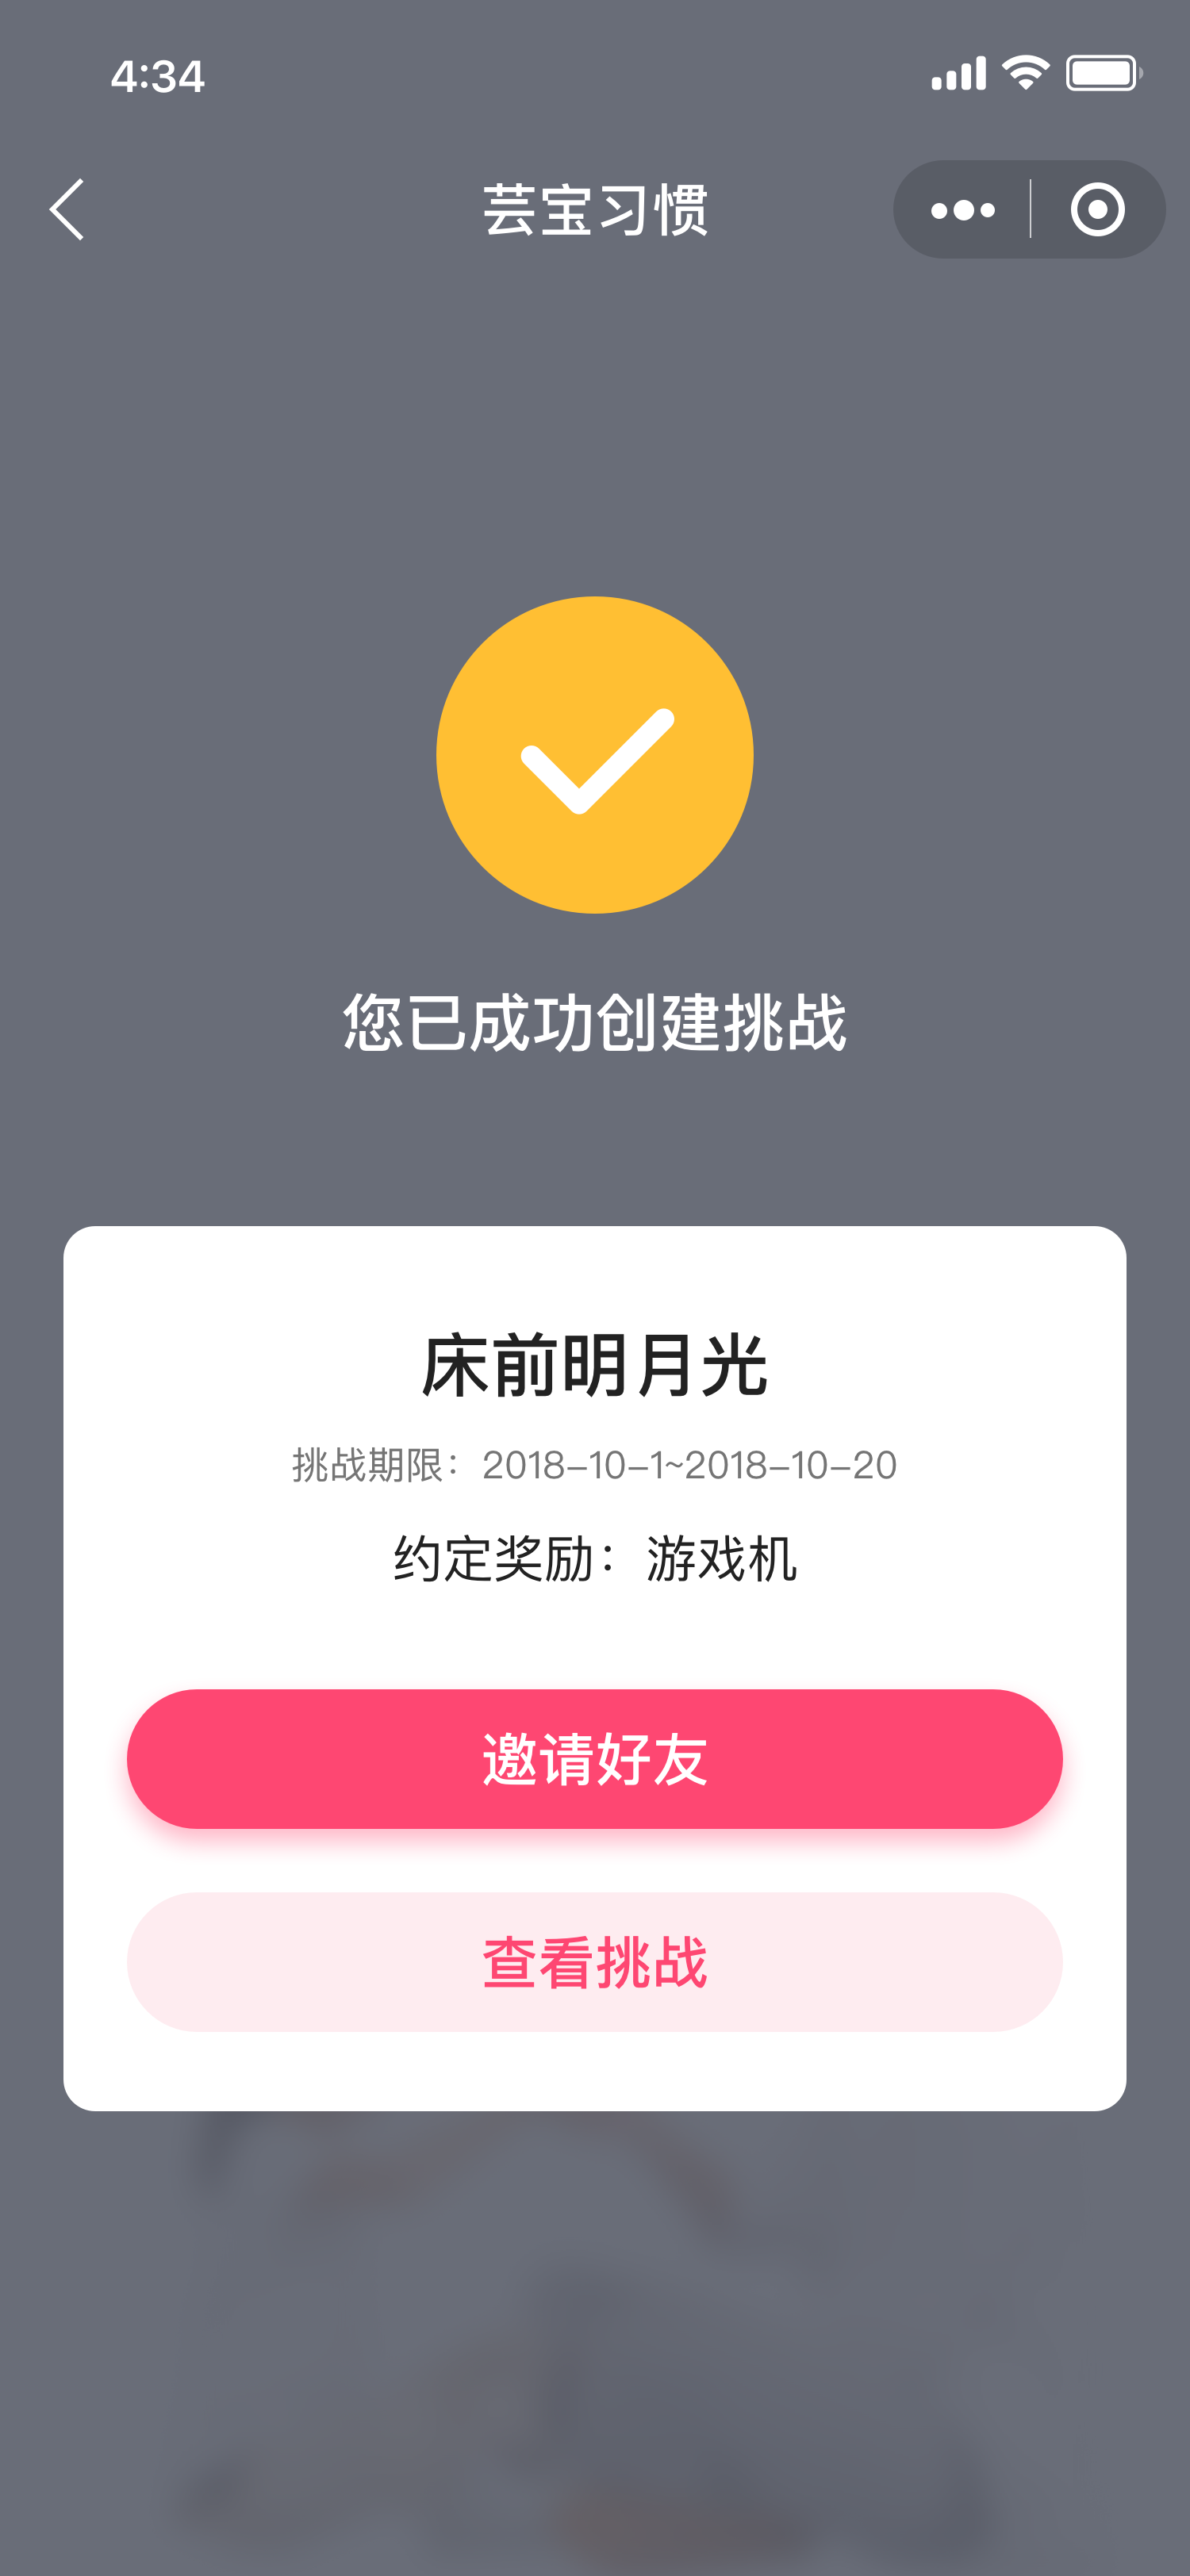 4:34
芸宝习惯
您已成功创建挑战
床前明月光
挑战期限：2018-10-1~2018-10-20
约定奖励：游戏机
邀请好友
查看挑战